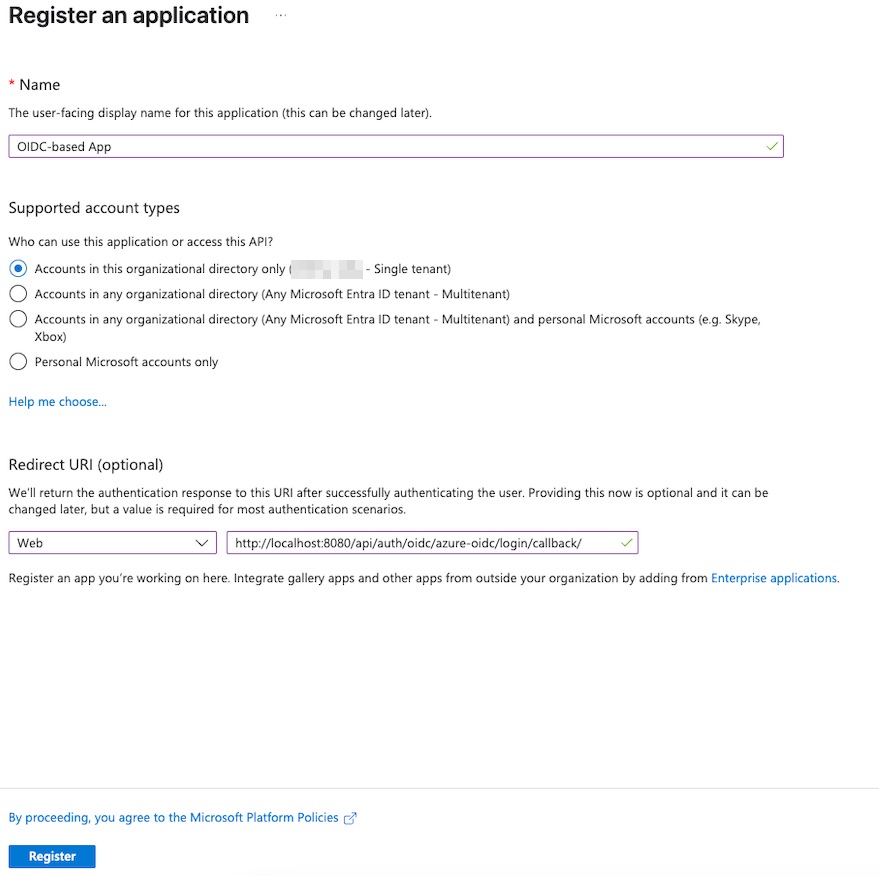 Register an application ...
* Name
The user-facing display name for this application (this can be changed later).
OIDC-based App
Supported account types
Who can use this application or access this API?
Accounts in this organizational directory only ( - Single tenant)
Accounts in any organizational directory (Any Microsoft Entra ID tenant - Multitenant)
Accounts in any organizational directory (Any Microsoft Entra ID tenant - Multitenant) and personal Microsoft accounts (e.g. Skype,
Xbox)
Personal Microsoft accounts only
Help me choose...
Redirect URI (optional)
We'll return the authentication response to this URI after successfully authenticating the user. Providing this now is optional and it can be
changed later, but a value is required for most authentication scenarios.
Web http://localhost:8080/api/auth/oidc/azure-oidc/login/callback/
Register an app you're working on here. Integrate gallery apps and other apps from outside your organization by adding from Enterprise applications.
By proceeding, you agree to the Microsoft Platform Policies
Register